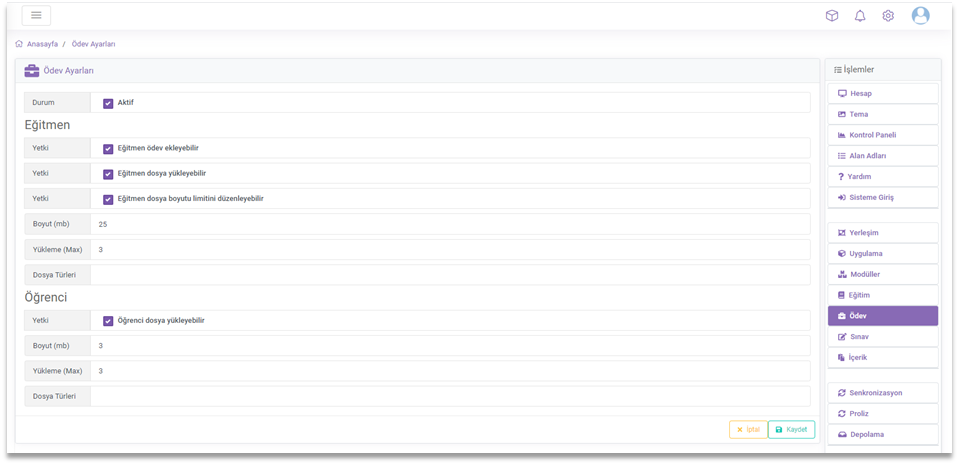 Anasayfa / Ödev Ayarları
Ödev Ayarları
Durum Aktif
Eğitmen
Yetki Eğitmen ödev ekleyebilir
Yetki Eğitmen dosya yükleyebilir
Yetki Eğitmen dosya boyutu limitini düzenleyebilir
Boyut (mb) 25
Yükleme (Max) 3
Dosya Türleri
Öğrenci
Yetki Öğrenci dosya yükleyebilir
Boyut (mb) 3
Yükleme (Max) 3
Dosya Türleri
İptal Kaydet
İşlemler
Hesap
Tema
Kontrol Paneli
Alan Adları
Yardım
Sisteme Giriş
Yerleşim
Uygulama
Modüller
Eğitim
Ödev
Sınav
İçerik
Senkronizasyon
Proliz
Depolama